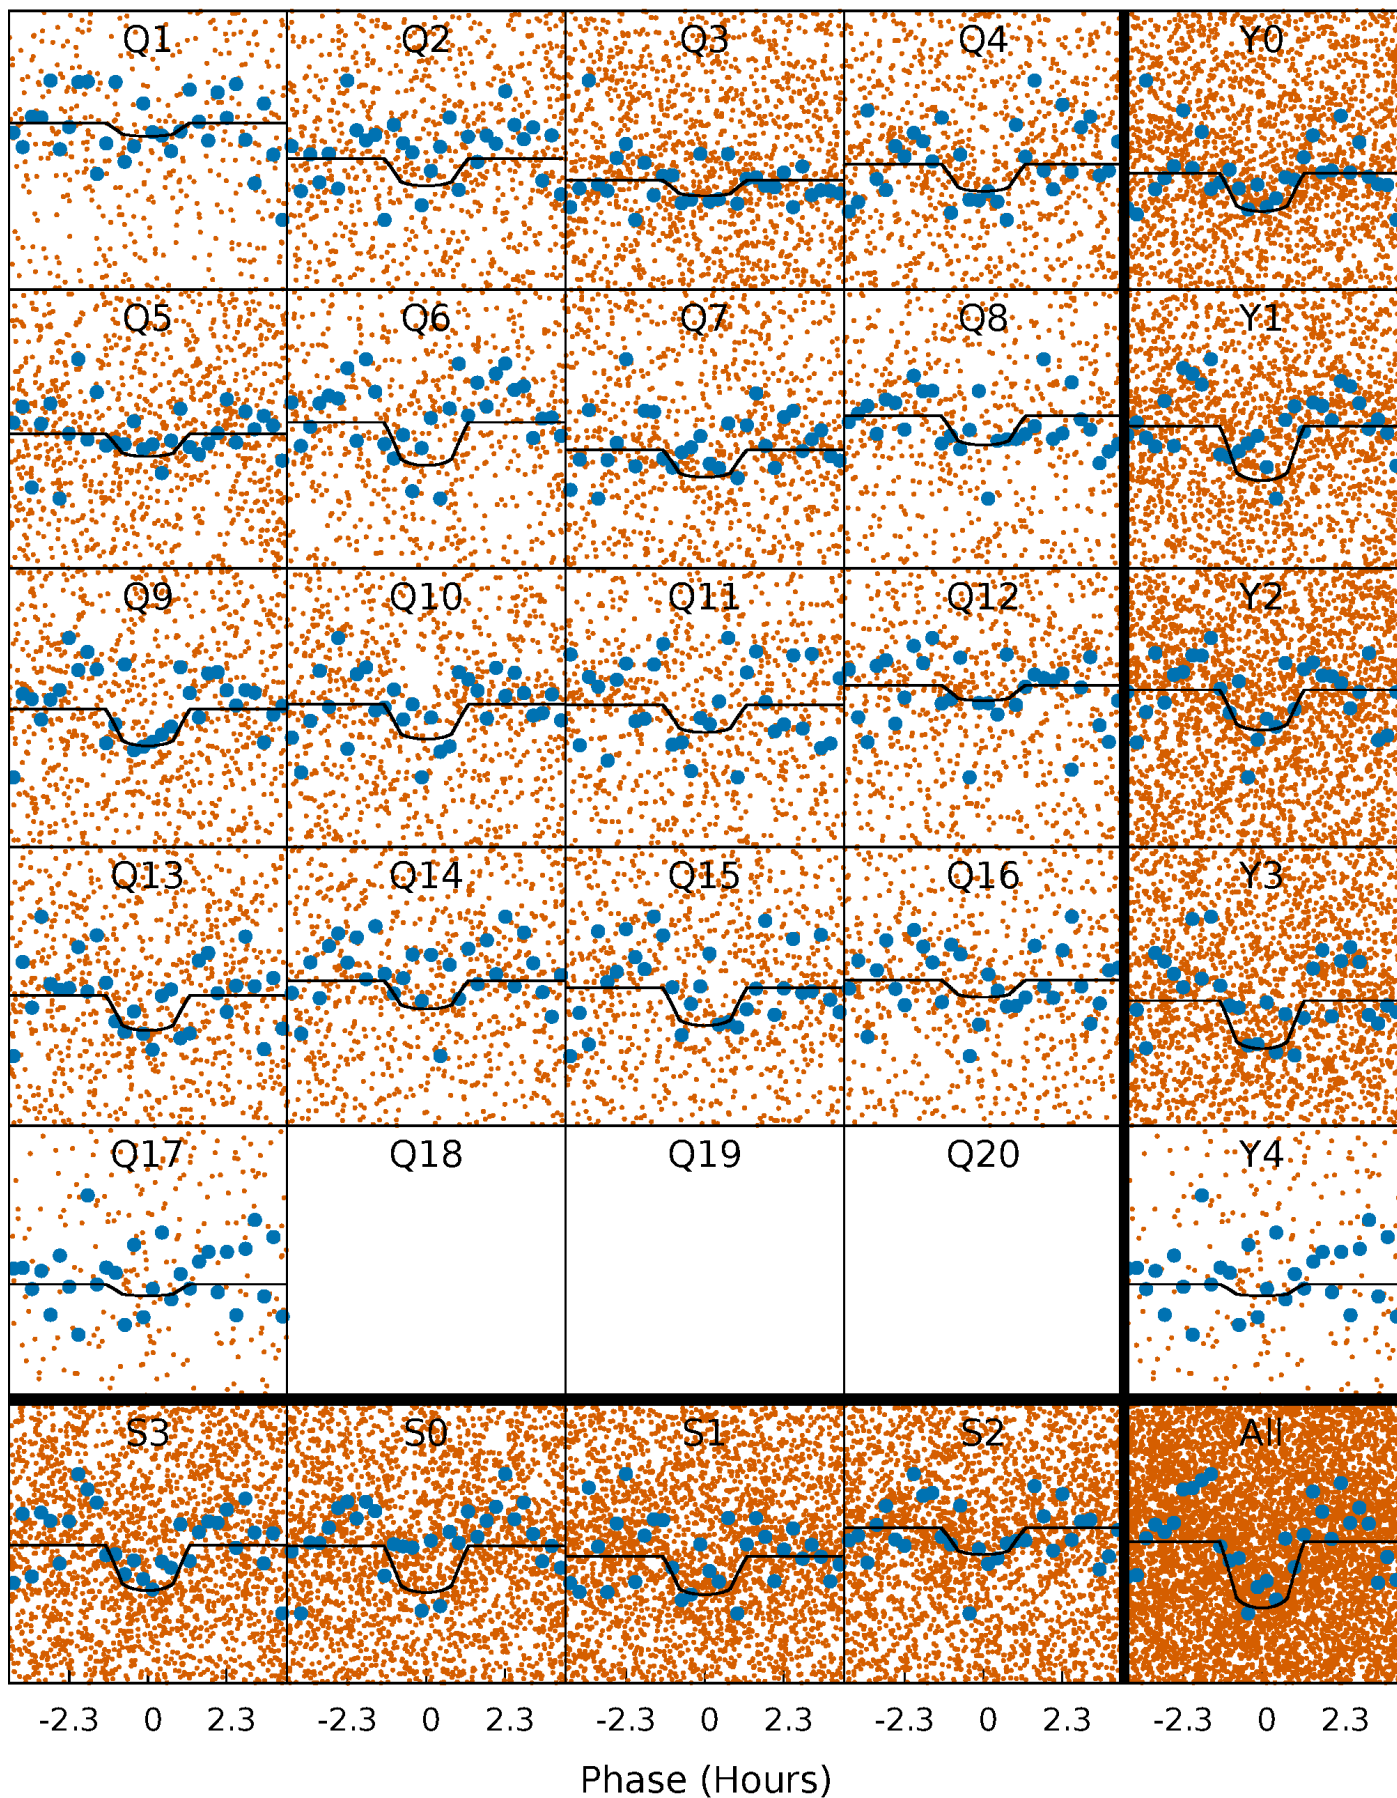 Q1 Q2 Q3 Q4 Y0
Q5 Q6 Q7 Q8 Y1
Q9 Q10 Q11 Q12 Y2
Q13 Q14 Q15 Q16 Y3
Q17 Q18 Q19 Q20 Y4
S3 S0 S1 S2 All
-2.3 0 2.3 -2.3 0 2.3 -2.3 0 2.3 -2.3 0 2.3 -2.3 0 2.3
Phase (Hours)